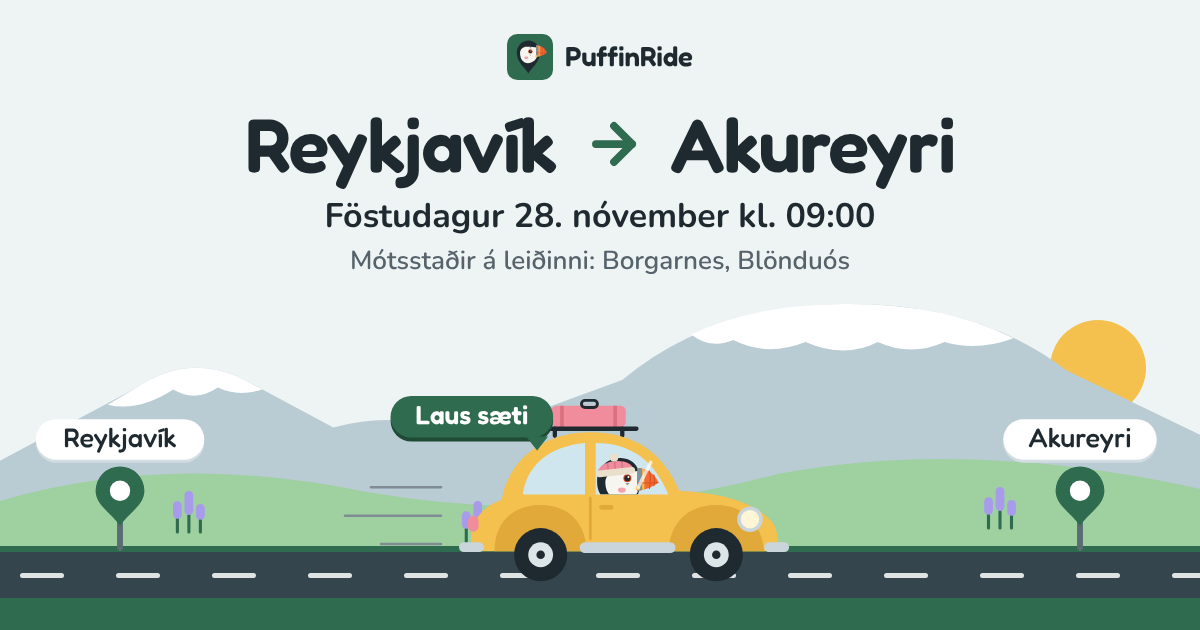 PuffinRide
Reykjavík → Akureyri
Föstudagur 28. nóvember kl. 09:00
Mótsstaðir á leiðinni: Borgarnes, Blönduós
Laus sæti
Reykjavík
Akureyri